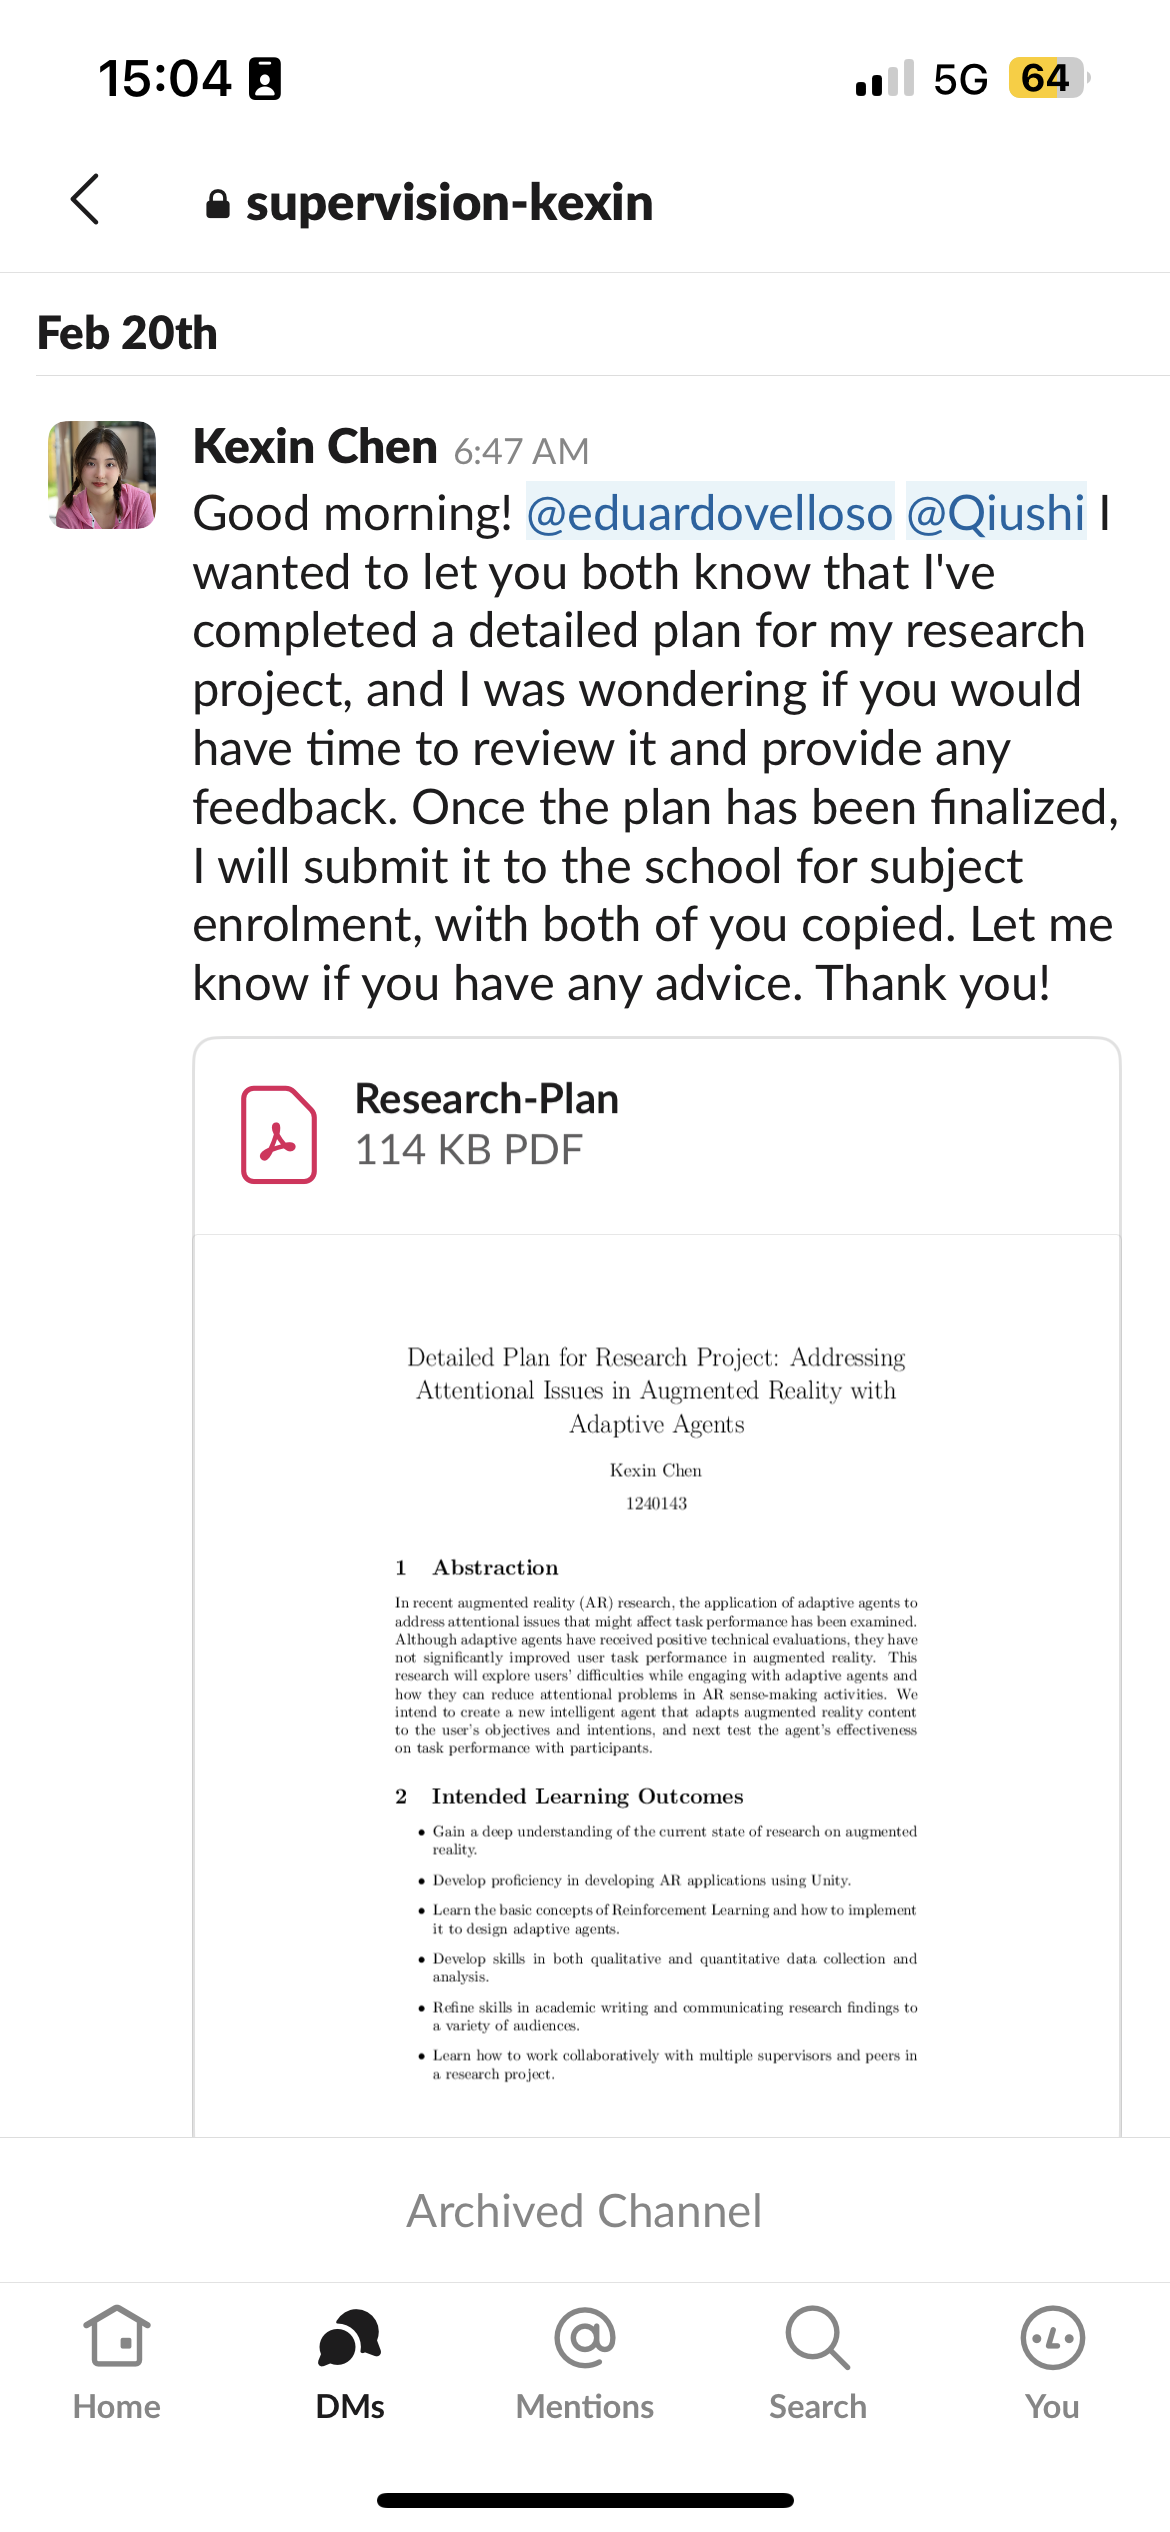 15:04
5G 64
supervision-kexin
Feb 20th
Kexin Chen 6:47 AM
Good morning! @eduardovelloso @Qiushi I
wanted to let you both know that I've
completed a detailed plan for my research
project, and I was wondering if you would
have time to review it and provide any
feedback. Once the plan has been finalized,
I will submit it to the school for subject
enrolment, with both of you copied. Let me
know if you have any advice. Thank you!
Research-Plan
114 KB PDF
Detailed Plan for Research Project: Addressing
Attentional Issues in Augmented Reality with
Adaptive Agents
Kexin Chen
1240143
1 Abstraction
In recent augmented reality (AR) research, the application of adaptive agents to
address attentional issues that might affect task performance has been examined.
Although adaptive agents have received positive technical evaluations, they have
not significantly improved user task performance in augmented reality. This
research will explore users' difficulties while engaging with adaptive agents and
how they can reduce attentional problems in AR sense-making activities. We
intend to create a new intelligent agent that adapts augmented reality content
to the user's objectives and intentions, and next test the agent's effectiveness
on task performance with participants.
2 Intended Learning Outcomes
• Gain a deep understanding of the current state of research on augmented
reality.
• Develop proficiency in developing AR applications using Unity.
• Learn the basic concepts of Reinforcement Learning and how to implement
it to design adaptive agents.
• Develop skills in both qualitative and quantitative data collection and
analysis.
• Refine skills in academic writing and communicating research findings to
a variety of audiences.
• Learn how to work collaboratively with multiple supervisors and peers in
a research project.
Archived Channel
Home DMs Mentions Search You